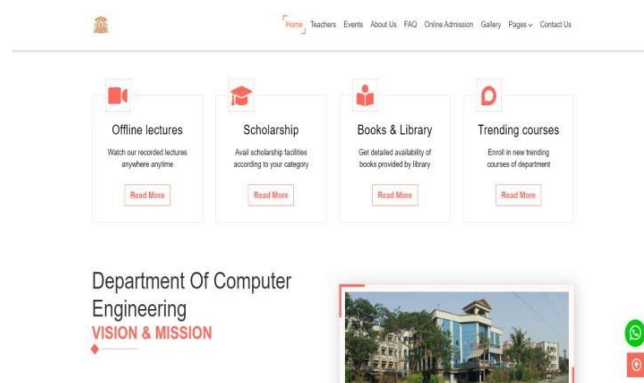 Home Teachers Events About Us FAQ Online Admission Gallery Pages Contact Us
Offline lectures
Watch our recorded lectures
anywhere anytime
Read More
Scholarship
Avail scholarship facilities
according to your category
Read More
Books & Library
Get detailed availability of
books provided by library
Read More
Trending courses
Enroll in new trending
courses of department
Read More
Department Of Computer
Engineering
VISION & MISSION